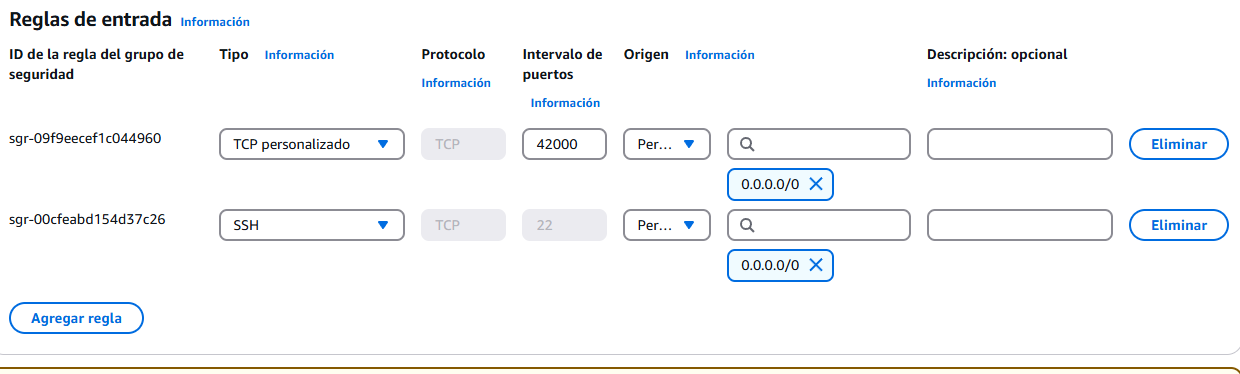 Reglas de entrada Información
ID de la regla del grupo de seguridad
Tipo Información
Protocolo Información
Intervalo de puertos Información
Origen Información
Descripción: opcional Información
sgr-09f9eecef1c044960 TCP personalizado TCP 42000 Per... Eliminar
0.0.0.0/0
sgr-00cfeabd154d37c26 SSH TCP 22 Per... Eliminar
0.0.0.0/0
Agregar regla